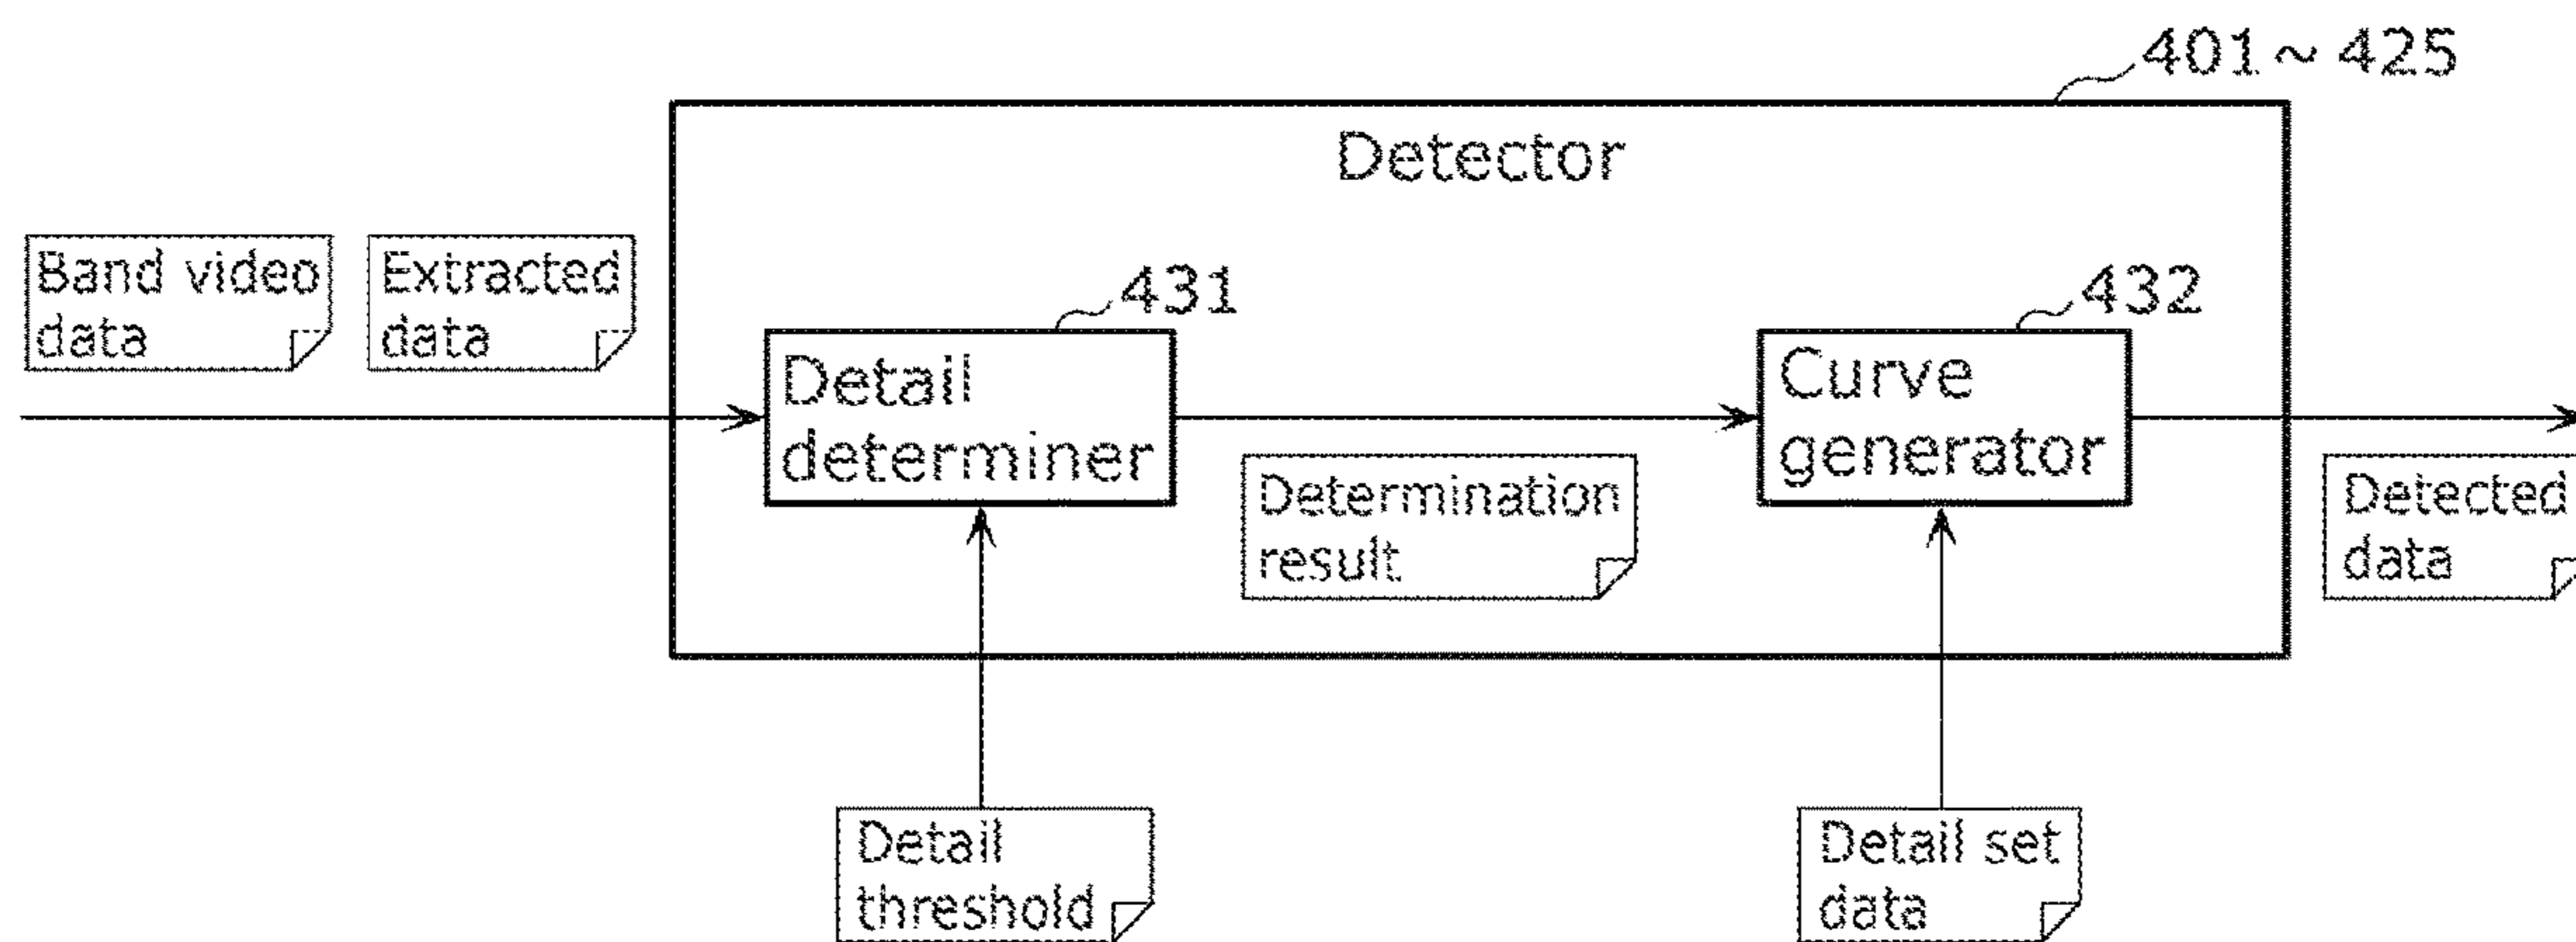 401 ~ 425
Detector
Band video
data
Extracted
data
431
432
Detail
determiner
Curve
generator
Determination
result
Detected
data
Detail
threshold
Detail set
data